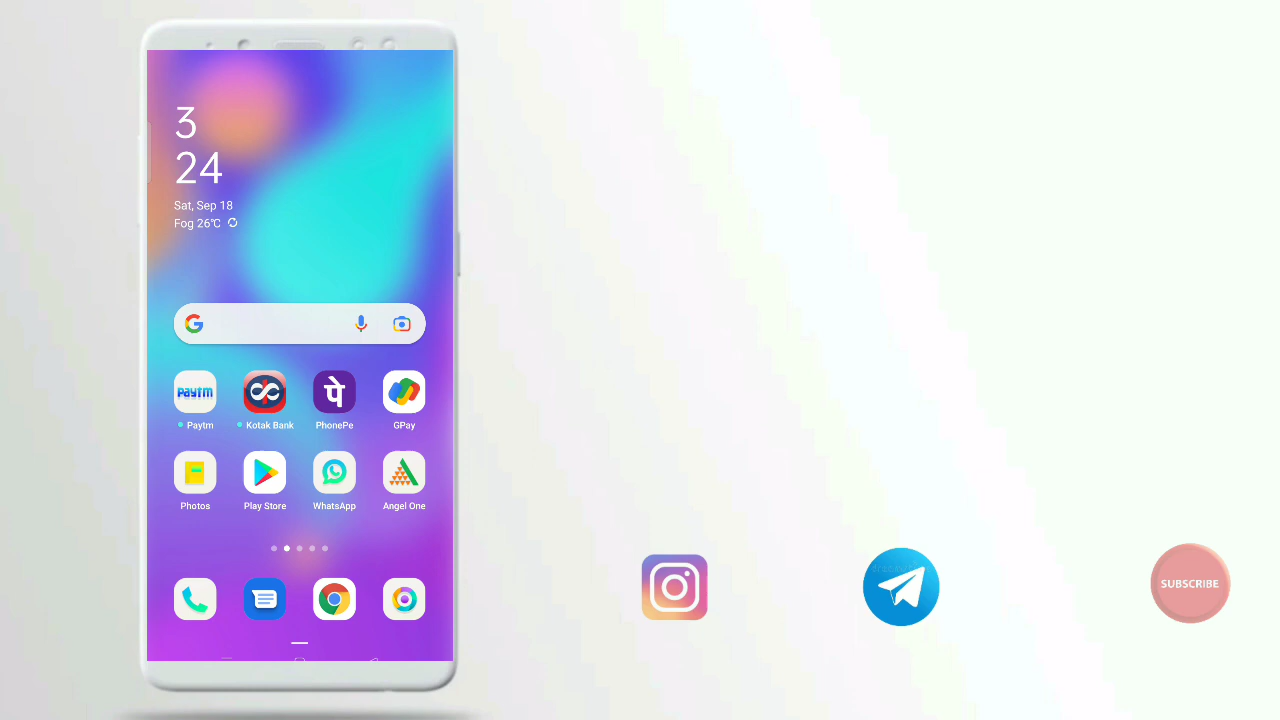 3
24
Sat, Sep 18
Fog 26°C
paytm
पे
Paytm
Kotak Bank
PhonePe
GPay
Photos
Play Store
WhatsApp
Angel One
SUBSCRIBE